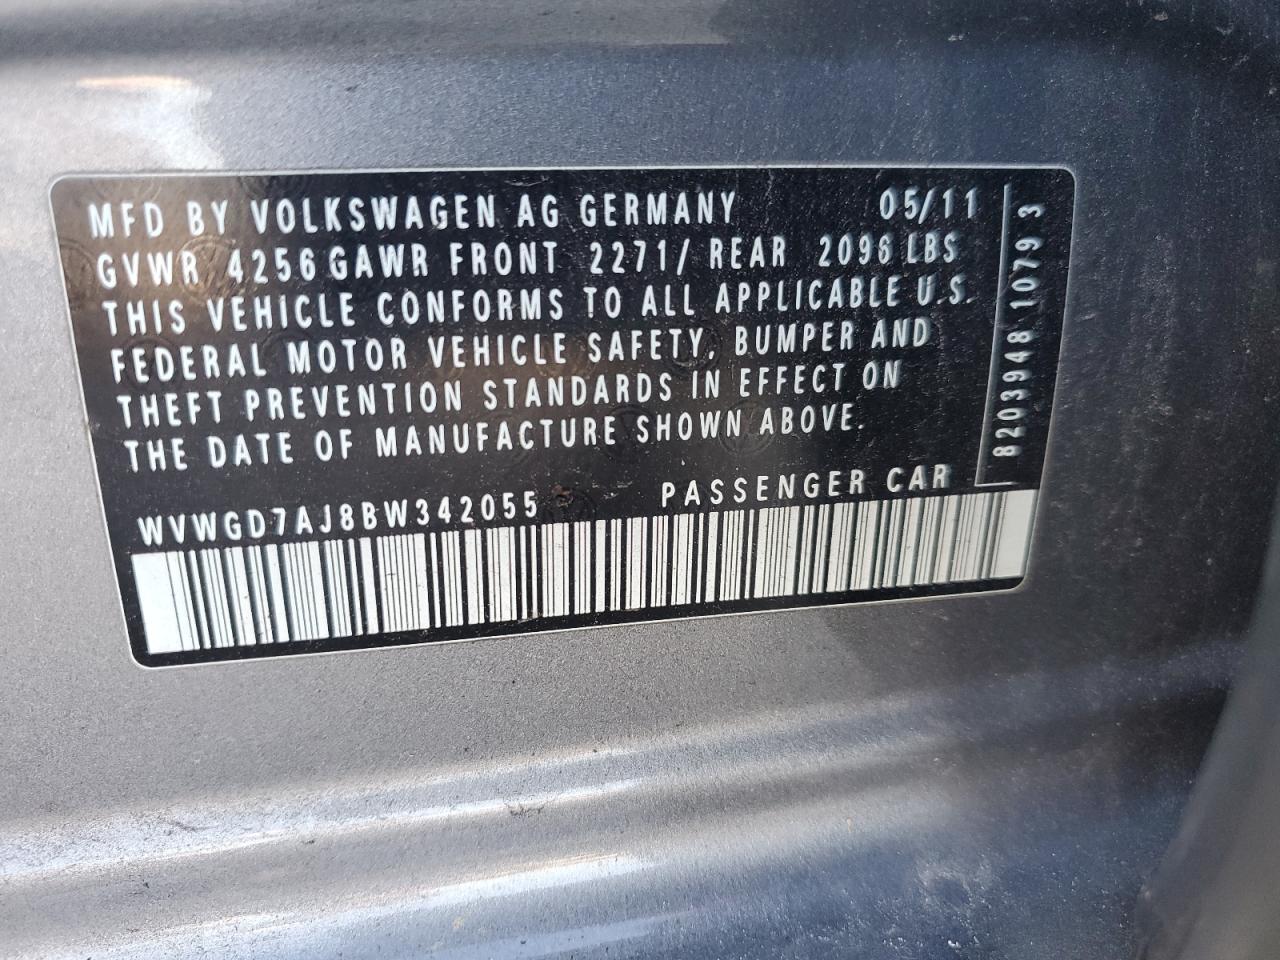 MFD BY VOLKSWAGEN AG GERMANY 05/11
GVWR 4256 GAWR FRONT 2271/ REAR 2096 LBS
THIS VEHICLE CONFORMS TO ALL APPLICABLE U.S.
FEDERAL MOTOR VEHICLE SAFETY, BUMPER AND
THEFT PREVENTION STANDARDS IN EFFECT ON
THE DATE OF MANUFACTURE SHOWN ABOVE.
WVWGD7AJ8BW342055 PASSENGER CAR
8203948 1079 3